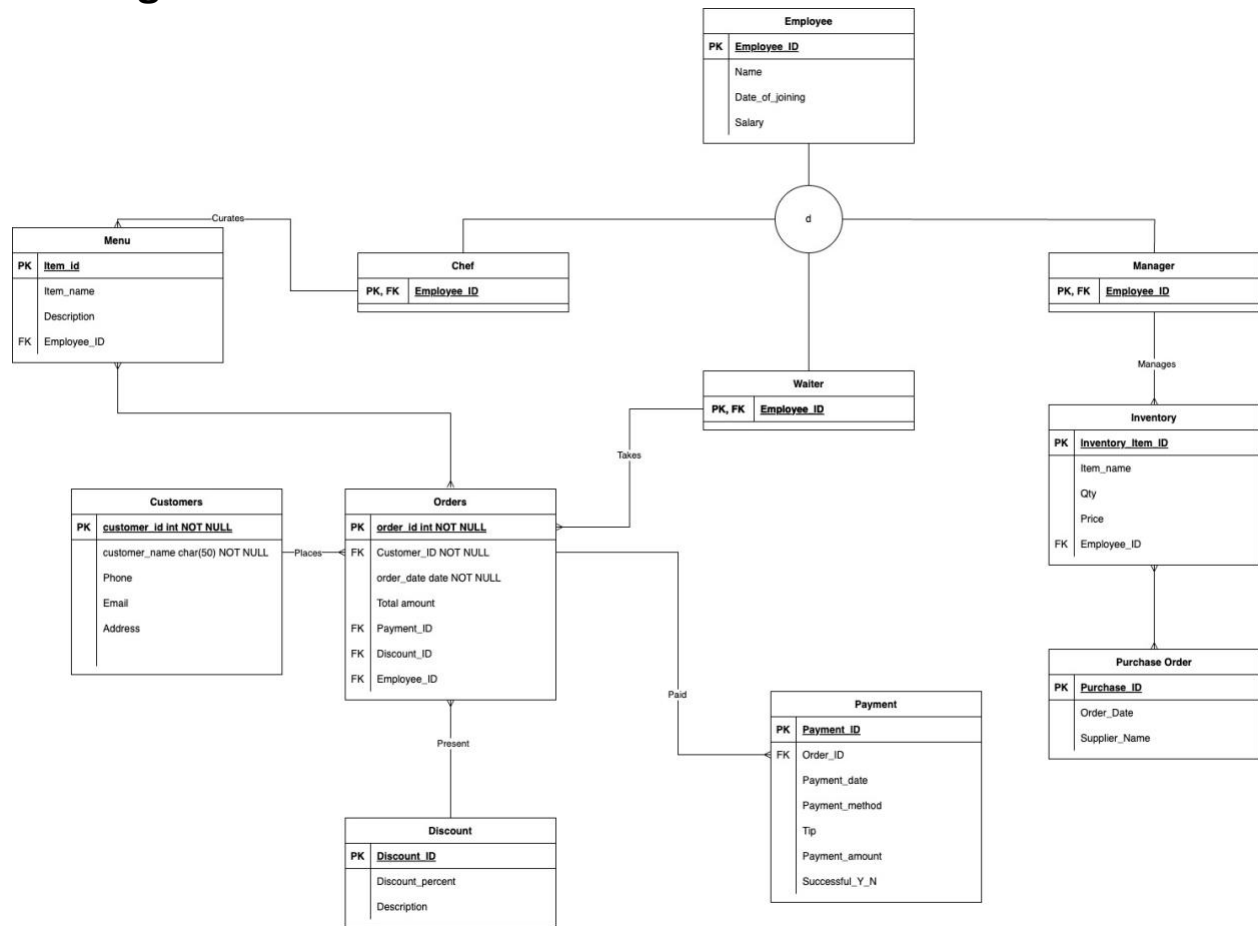 Employee
PK Employee_ID
Name
Date_of_joining
Salary
d
Curates
Menu
PK Item_id
Item_name
Description
FK Employee_ID
Chef
PK, FK Employee_ID
Manager
PK, FK Employee_ID
Manages
Waiter
PK, FK Employee_ID
Takes
Inventory
PK Inventory_Item_ID
Item_name
Qty
Price
FK Employee_ID
Customers
PK customer_id int NOT NULL
customer_name char(50) NOT NULL
Phone
Email
Address
Places
Orders
PK order_id int NOT NULL
FK Customer_ID NOT NULL
order_date date NOT NULL
Total amount
FK Payment_ID
FK Discount_ID
FK Employee_ID
Paid
Present
Purchase Order
PK Purchase_ID
Order_Date
Supplier_Name
Payment
PK Payment_ID
FK Order_ID
Payment_date
Payment_method
Tip
Payment_amount
Successful_Y_N
Discount
PK Discount_ID
Discount_percent
Description